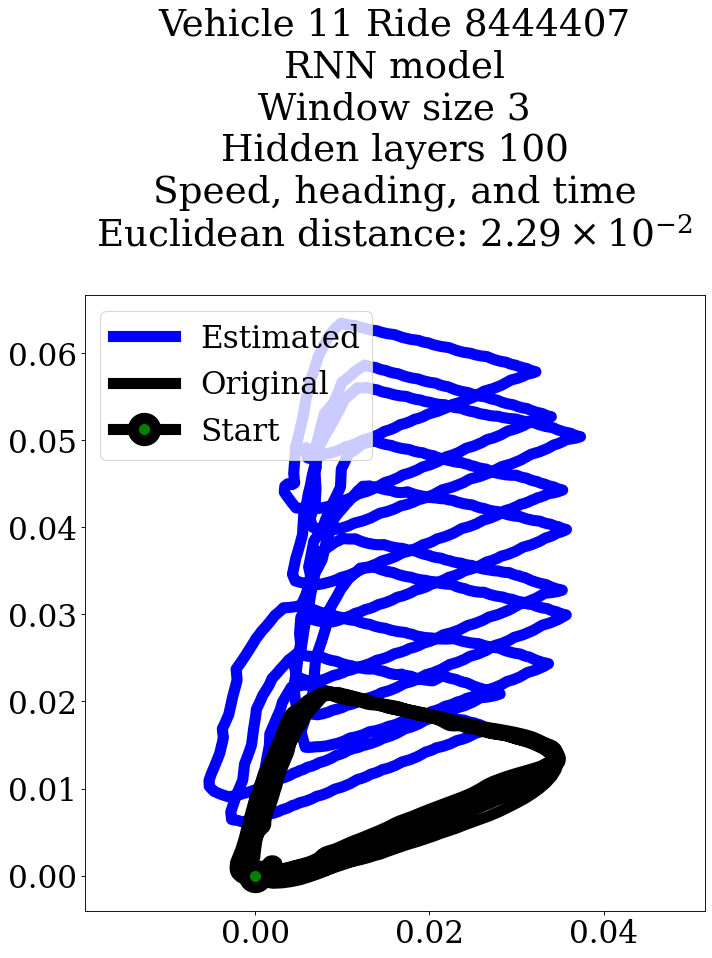 Vehicle 11 Ride 8444407
RNN model
Window size 3
Hidden layers 100
Speed, heading, and time
Euclidean distance: 2.29 × 10⁻²
Estimated
Original
Start
0.06
0.05
0.04
0.03
0.02
0.01
0.00
0.00 0.02 0.04